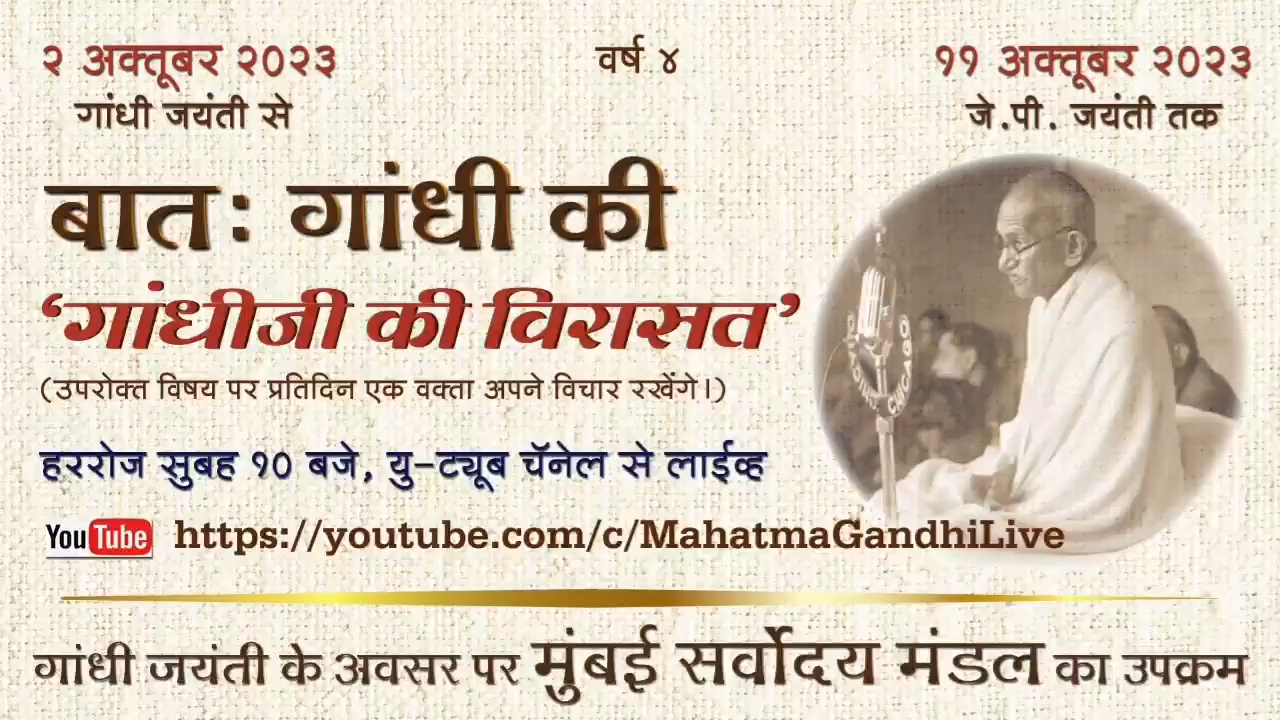 २ अक्तूबर २०२३
गांधी जयंती से
वर्ष ४
११ अक्तूबर २०२३
जे.पी. जयंती तक
बातः गांधी की
‘गांधीजी की विरासत’
(उपरोक्त विषय पर प्रतिदिन एक वक्ता अपने विचार रखेंगे।)
हररोज सुबह १० बजे, यु-ट्यूब चॅनेल से लाईव्ह
YouTube https://youtube.com/c/MahatmaGandhiLive
गांधी जयंती के अवसर पर मुंबई सर्वोदय मंडल का उपक्रम
CHICAGO